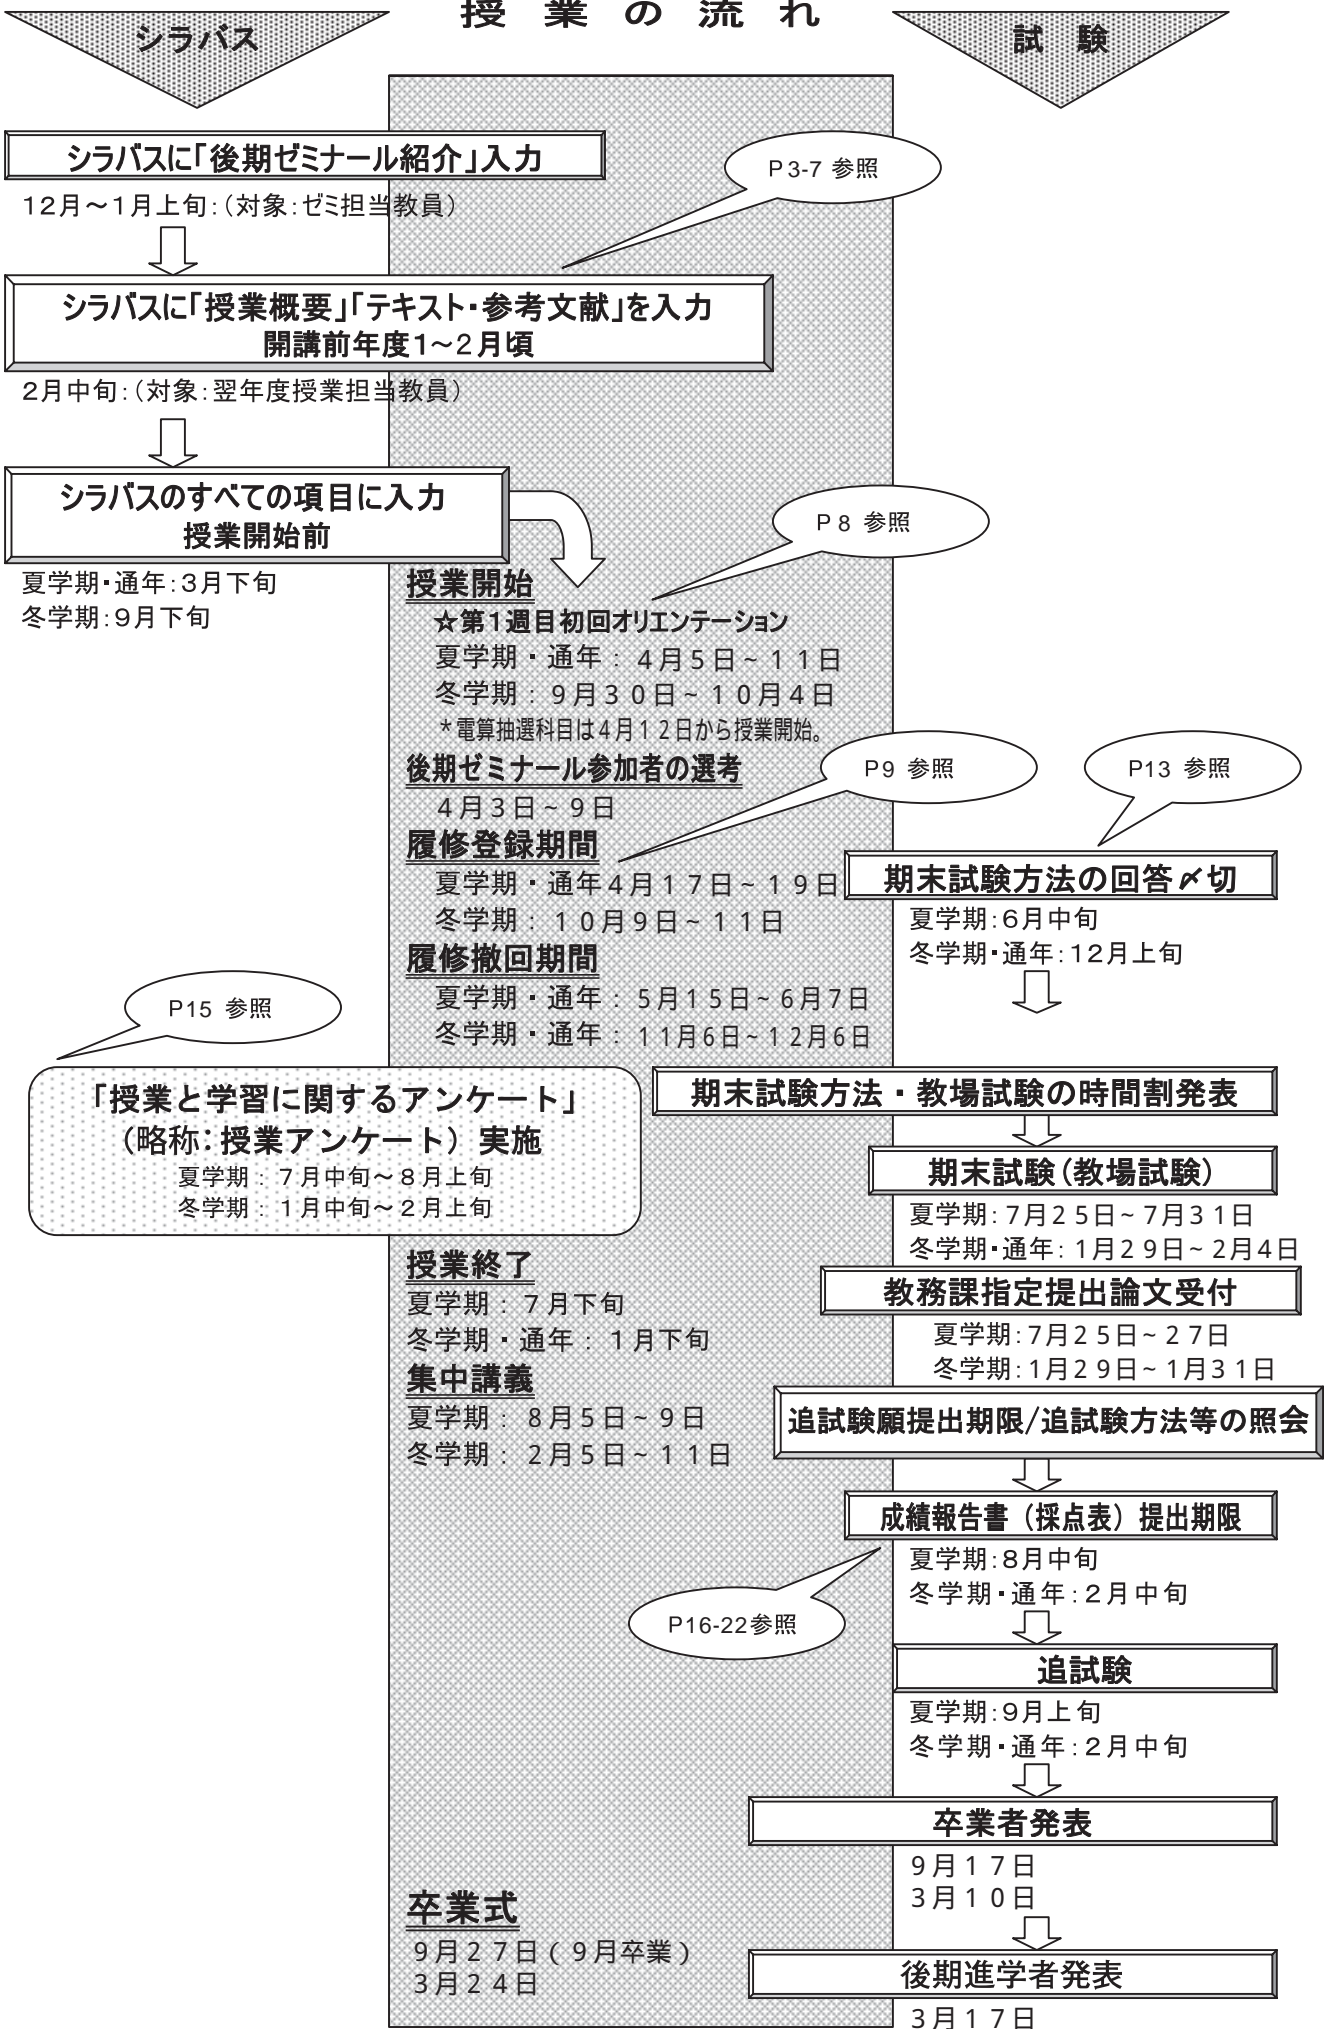 授業の流れ
シラバス
試験
シラバスに「後期ゼミナール紹介」入力
12月～1月上旬:(対象:ゼミ担当教員)
P3-7 参照
シラバスに「授業概要」「テキスト・参考文献」を入力
開講前年度1～2月頃
2月中旬:(対象:翌年度授業担当教員)
シラバスのすべての項目に入力
授業開始前
夏学期・通年:3月下旬
冬学期:9月下旬
P8 参照
授業開始
☆第1週目初回オリエンテーション
夏学期・通年: 4月5日~11日
冬学期: 9月30日~10月4日
*電算抽選科目は4月12日から授業開始。
後期ゼミナール参加者の選考
4月3日~9日
P9 参照
履修登録期間
夏学期・通年4月17日~19日
冬学期: 10月9日~11日
履修撤回期間
夏学期・通年: 5月15日~6月7日
冬学期・通年: 11月6日~12月6日
P15 参照
「授業と学習に関するアンケート」
(略称:授業アンケート) 実施
夏学期: 7月中旬～8月上旬
冬学期: 1月中旬～2月上旬
授業終了
夏学期: 7月下旬
冬学期・通年: 1月下旬
集中講義
夏学期: 8月5日~9日
冬学期: 2月5日~11日
卒業式
9月27日(9月卒業)
3月24日
P13 参照
期末試験方法の回答〆切
夏学期:6月中旬
冬学期・通年:12月上旬
期末試験方法・教場試験の時間割発表
期末試験(教場試験)
夏学期:7月25日~7月31日
冬学期・通年:1月29日~2月4日
教務課指定提出論文受付
夏学期:7月25日~27日
冬学期:1月29日~1月31日
追試験願提出期限/追試験方法等の照会
成績報告書(採点表)提出期限
夏学期:8月中旬
冬学期・通年:2月中旬
P16-22参照
追試験
夏学期:9月上旬
冬学期・通年:2月中旬
卒業者発表
9月17日
3月10日
後期進学者発表
3月17日